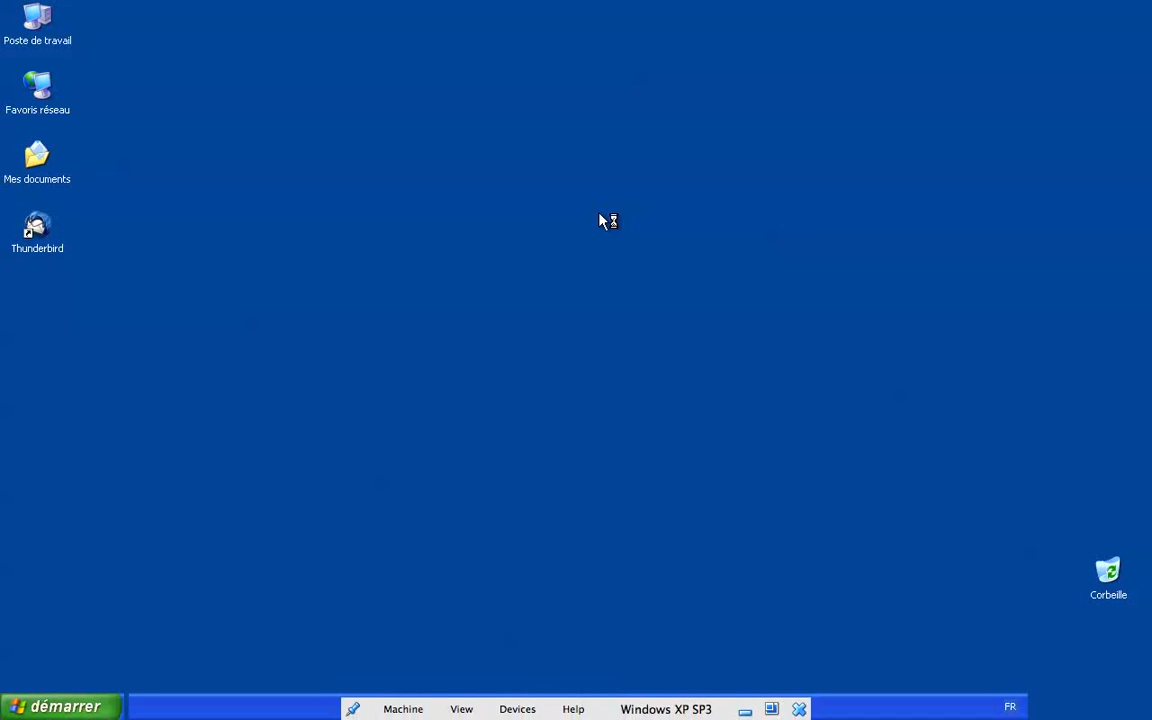 Poste de travail
Favoris réseau
Mes documents
Thunderbird
Corbeille
démarrer
Machine View Devices Help Windows XP SP3
FR